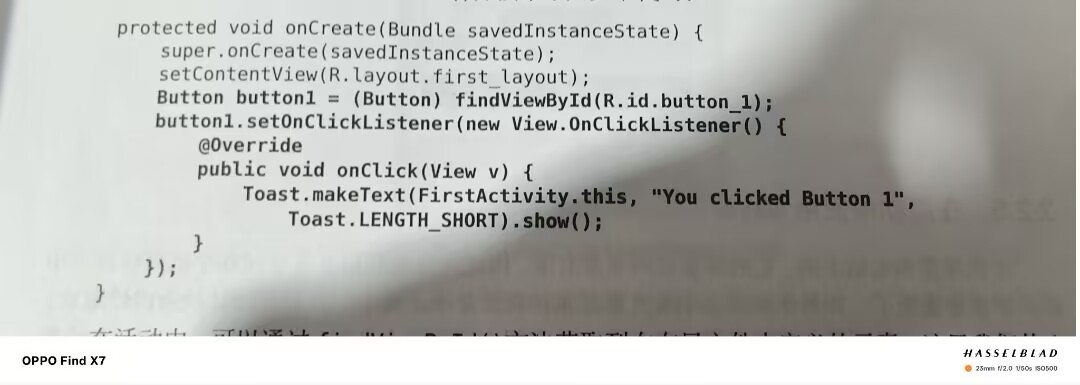 protected void onCreate(Bundle savedInstanceState) {
super.onCreate(savedInstanceState);
setContentView(R.layout.first_layout);
Button button1 = (Button) findViewById(R.id.button_1);
button1.setOnClickListener(new View.OnClickListener() {
@Override
public void onClick(View v) {
Toast.makeText(FirstActivity.this, "You clicked Button 1",
Toast.LENGTH_SHORT).show();
}
});
}
OPPO Find X7
HASSELBLAD
23mm f/2.0 1/50s ISO500